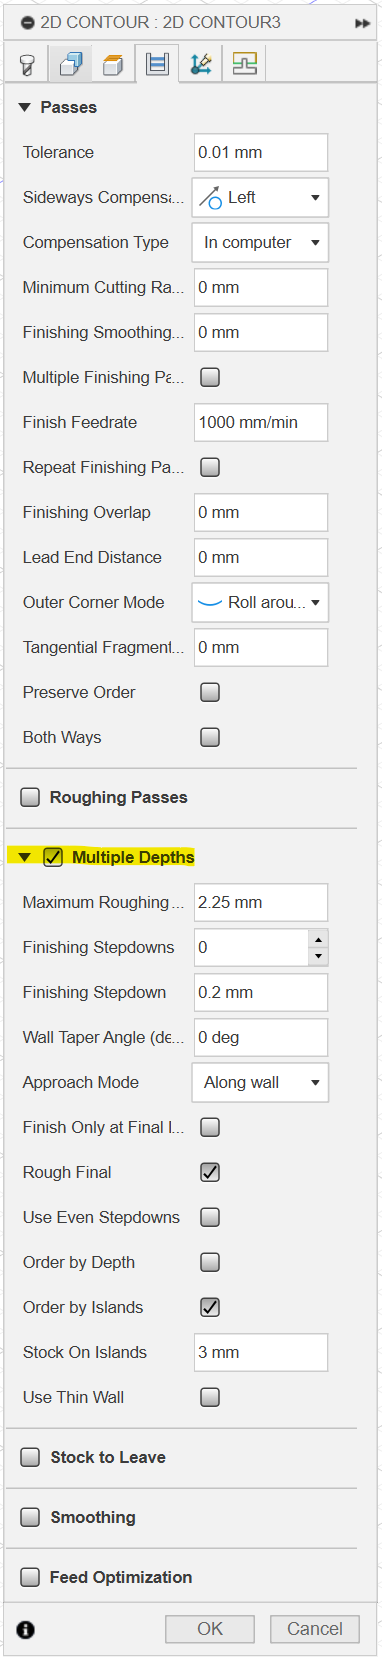 2D CONTOUR : 2D CONTOUR3
Passes
Tolerance 0.01 mm
Sideways Compensa... Left
Compensation Type In computer
Minimum Cutting Ra... 0 mm
Finishing Smoothing... 0 mm
Multiple Finishing Pa...
Finish Feedrate 1000 mm/min
Repeat Finishing Pa...
Finishing Overlap 0 mm
Lead End Distance 0 mm
Outer Corner Mode Roll arou...
Tangential Fragment... 0 mm
Preserve Order
Both Ways
Roughing Passes
Multiple Depths
Maximum Roughing ... 2.25 mm
Finishing Stepdowns 0
Finishing Stepdown 0.2 mm
Wall Taper Angle (de... 0 deg
Approach Mode Along wall
Finish Only at Final I...
Rough Final
Use Even Stepdowns
Order by Depth
Order by Islands
Stock On Islands 3 mm
Use Thin Wall
Stock to Leave
Smoothing
Feed Optimization
OK Cancel